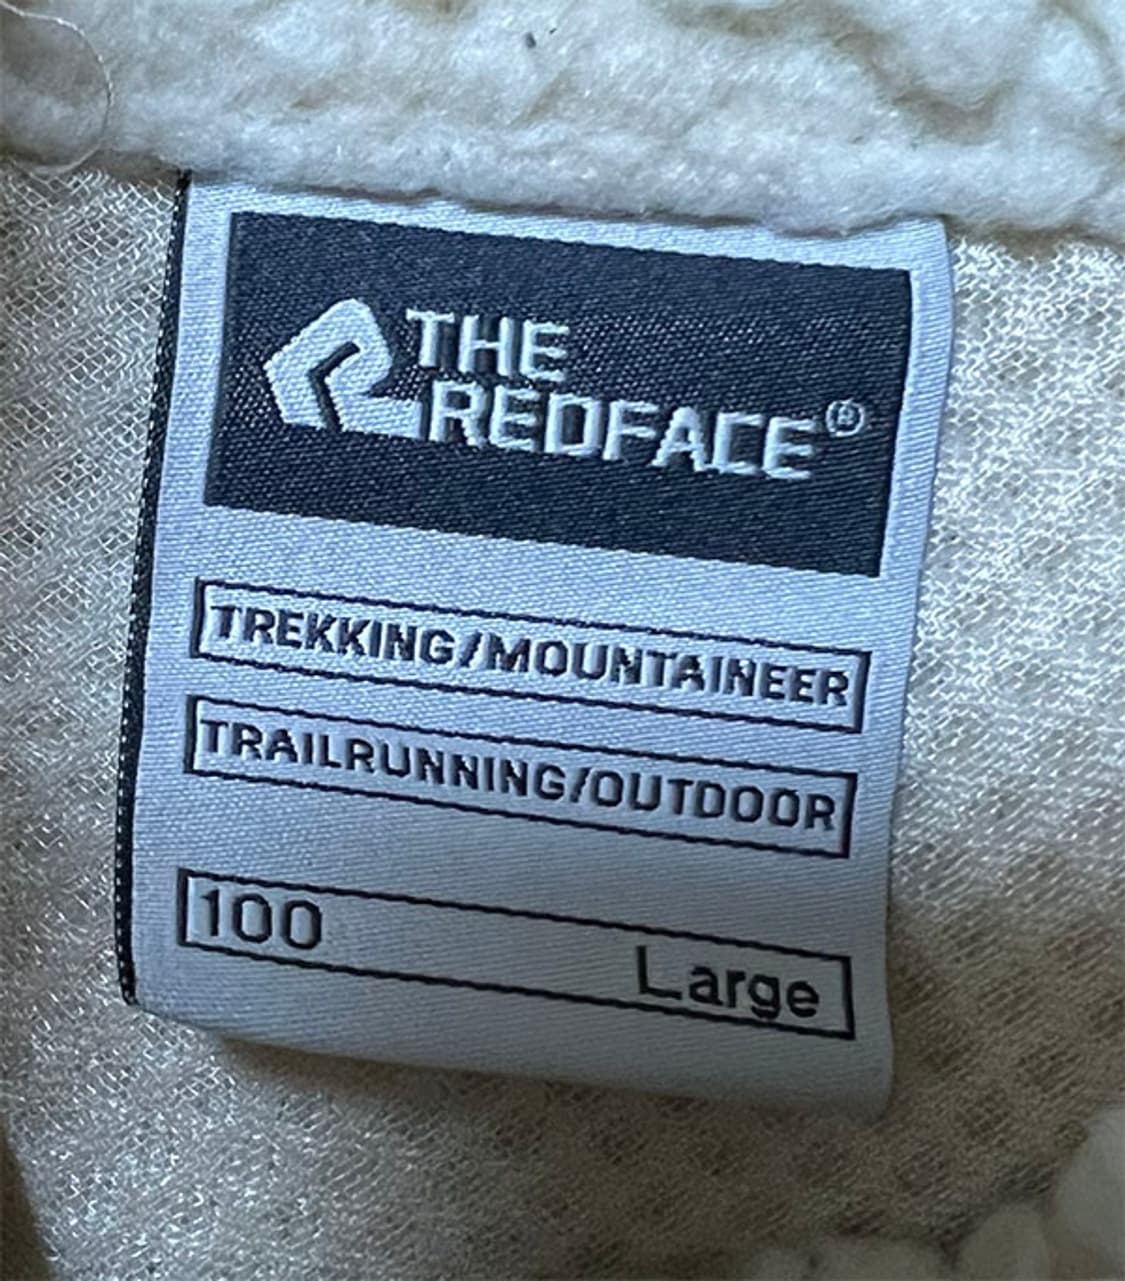 THE
REDFACE®
TREKKING/MOUNTAINEER
TRAILRUNNING/OUTDOOR
100
Large